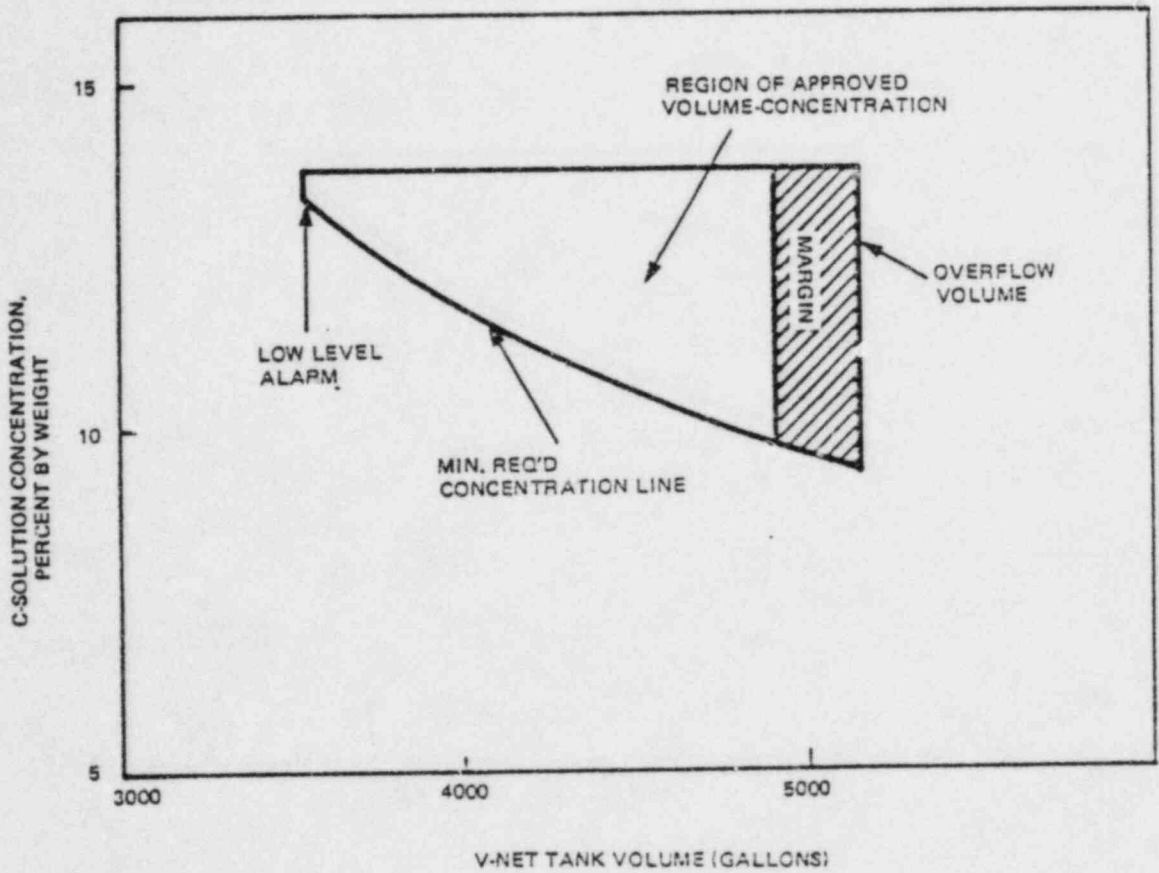 15
REGION OF APPROVED
VOLUME-CONCENTRATION
MARGIN
OVERFLOW
VOLUME
LOW LEVEL
ALARM
10
MIN. REQ'D
CONCENTRATION LINE
C-SOLUTION CONCENTRATION,
PERCENT BY WEIGHT
5
3000
4000
5000
V-NET TANK VOLUME (GALLONS)